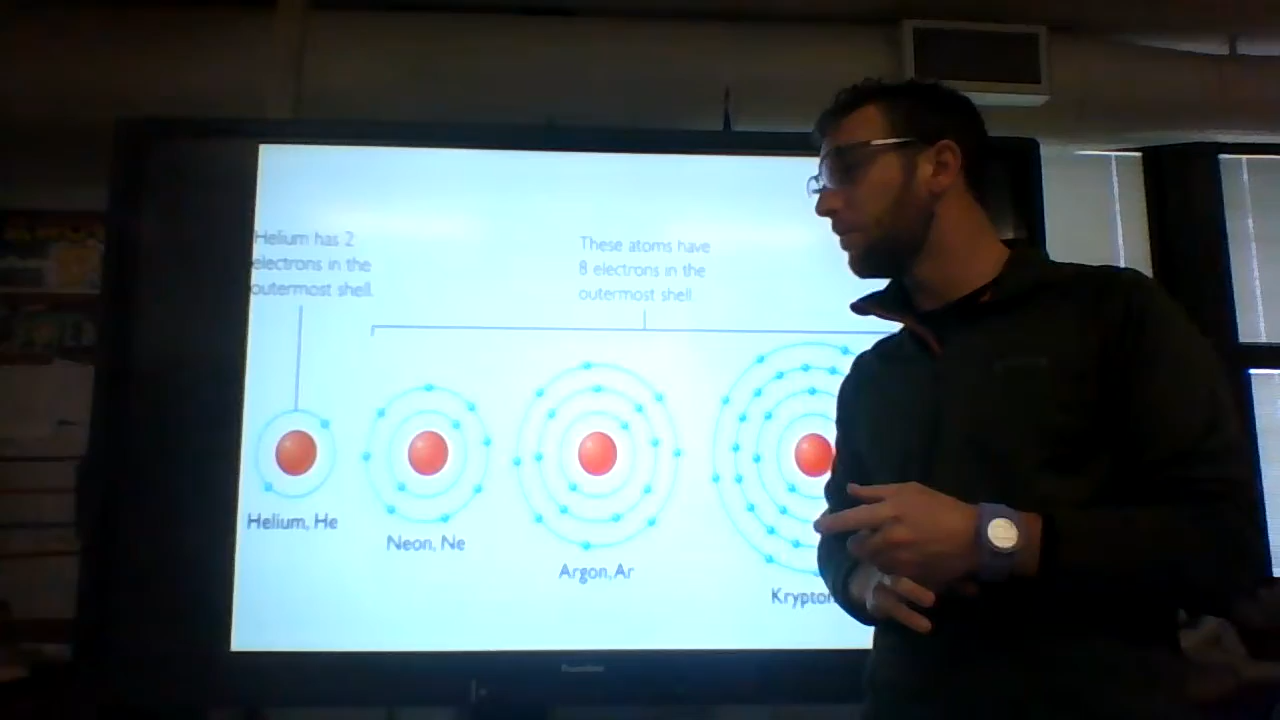 Helium has 2
electrons in the
outermost shell.
These atoms have
8 electrons in the
outermost shell.
Helium, He
Neon, Ne
Argon, Ar
Krypton